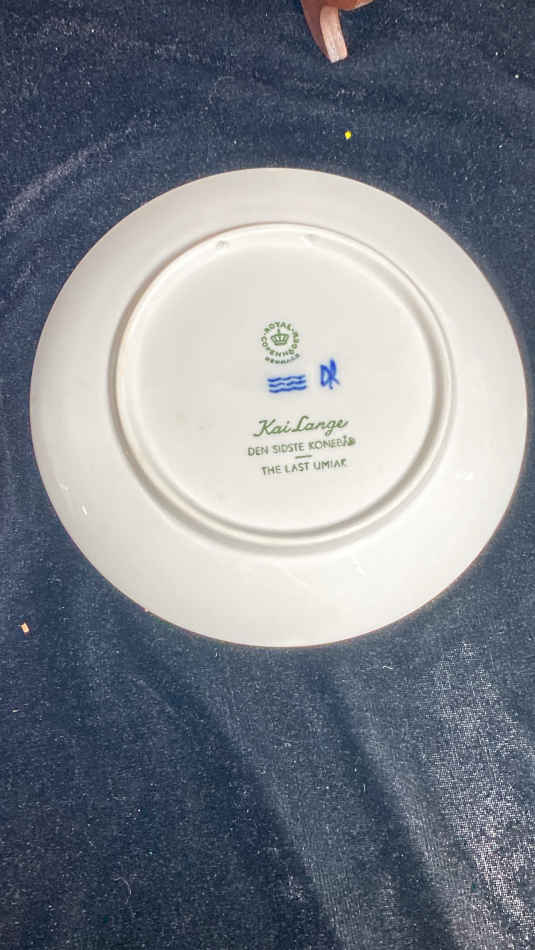 ROYAL COPENHAGEN
DENMARK
Kai Lange
DEN SIDSTE KONEBÅD
THE LAST UMIAK